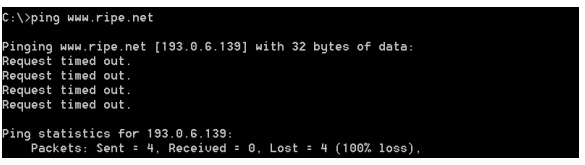 C:\>ping www.ripe.net
Pinging www.ripe.net [193.0.6.139] with 32 bytes of data:
Request timed out.
Request timed out.
Request timed out.
Request timed out.
Ping statistics for 193.0.6.139:
    Packets: Sent = 4, Received = 0, Lost = 4 (100% loss),